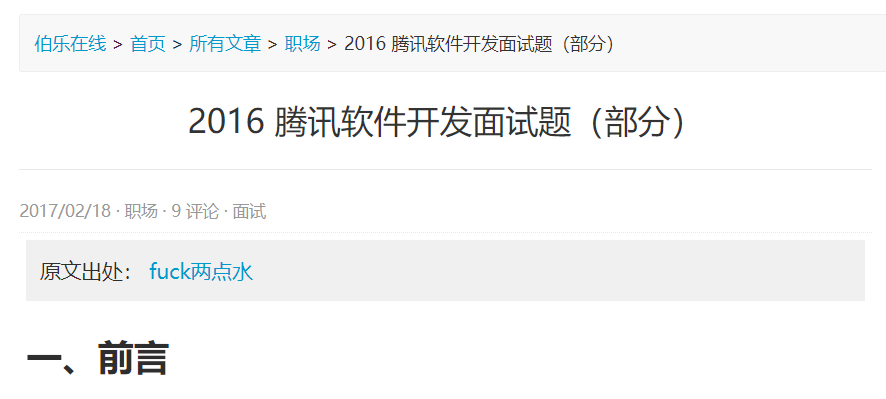 伯乐在线 > 首页 > 所有文章 > 职场 > 2016 腾讯软件开发面试题（部分）
2016 腾讯软件开发面试题（部分）
2017/02/18 · 职场 · 9 评论 · 面试
原文出处： fuck两点水
一、前言